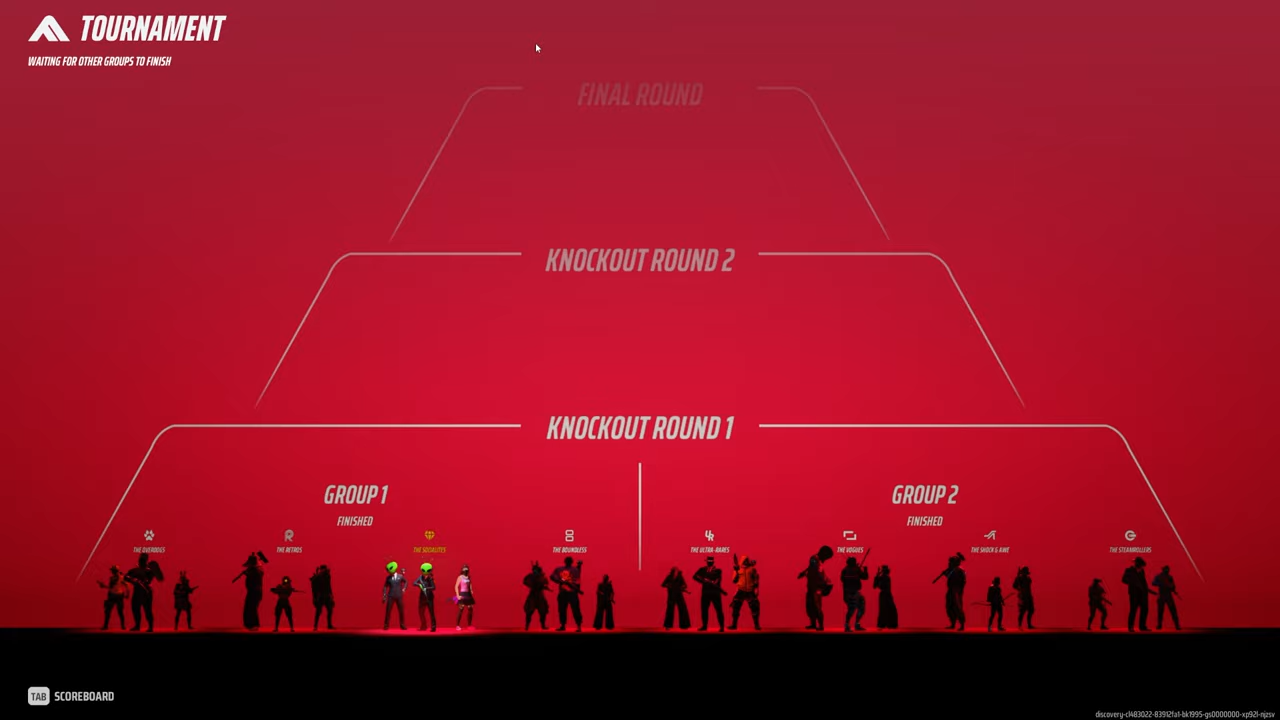 TOURNAMENT
WAITING FOR OTHER GROUPS TO FINISH
FINAL ROUND
KNOCKOUT ROUND 2
KNOCKOUT ROUND 1
GROUP 1
FINISHED
GROUP 2
FINISHED
THE OVERDOGS
THE RETROS
THE SOCIALITES
THE BOUNDLESS
THE ULTRA-RARES
THE VOGUES
THE SHOCK & AWE
THE STEAMROLLERS
TAB SCOREBOARD